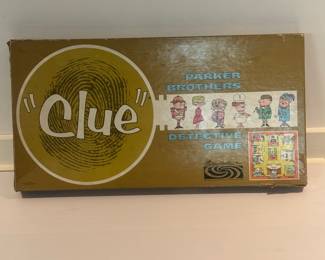 "Clue"
PARKER
BROTHERS
DETECTIVE
GAME